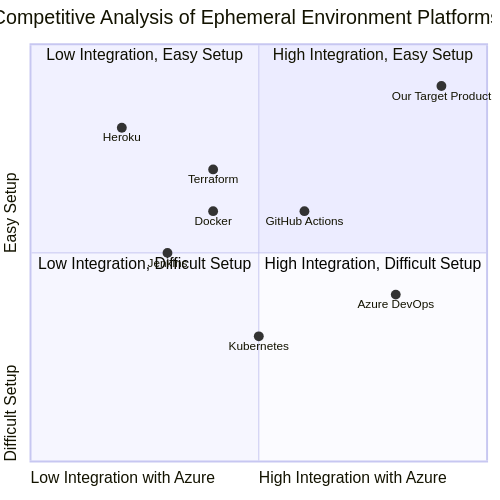 Competitive Analysis of Ephemeral Environment Platforms
Low Integration, Easy Setup
High Integration, Easy Setup
Our Target Product
Heroku
Terraform
Docker
GitHub Actions
Easy Setup
Jenkins
Low Integration, Difficult Setup
High Integration, Difficult Setup
Azure DevOps
Kubernetes
Difficult Setup
Low Integration with Azure
High Integration with Azure